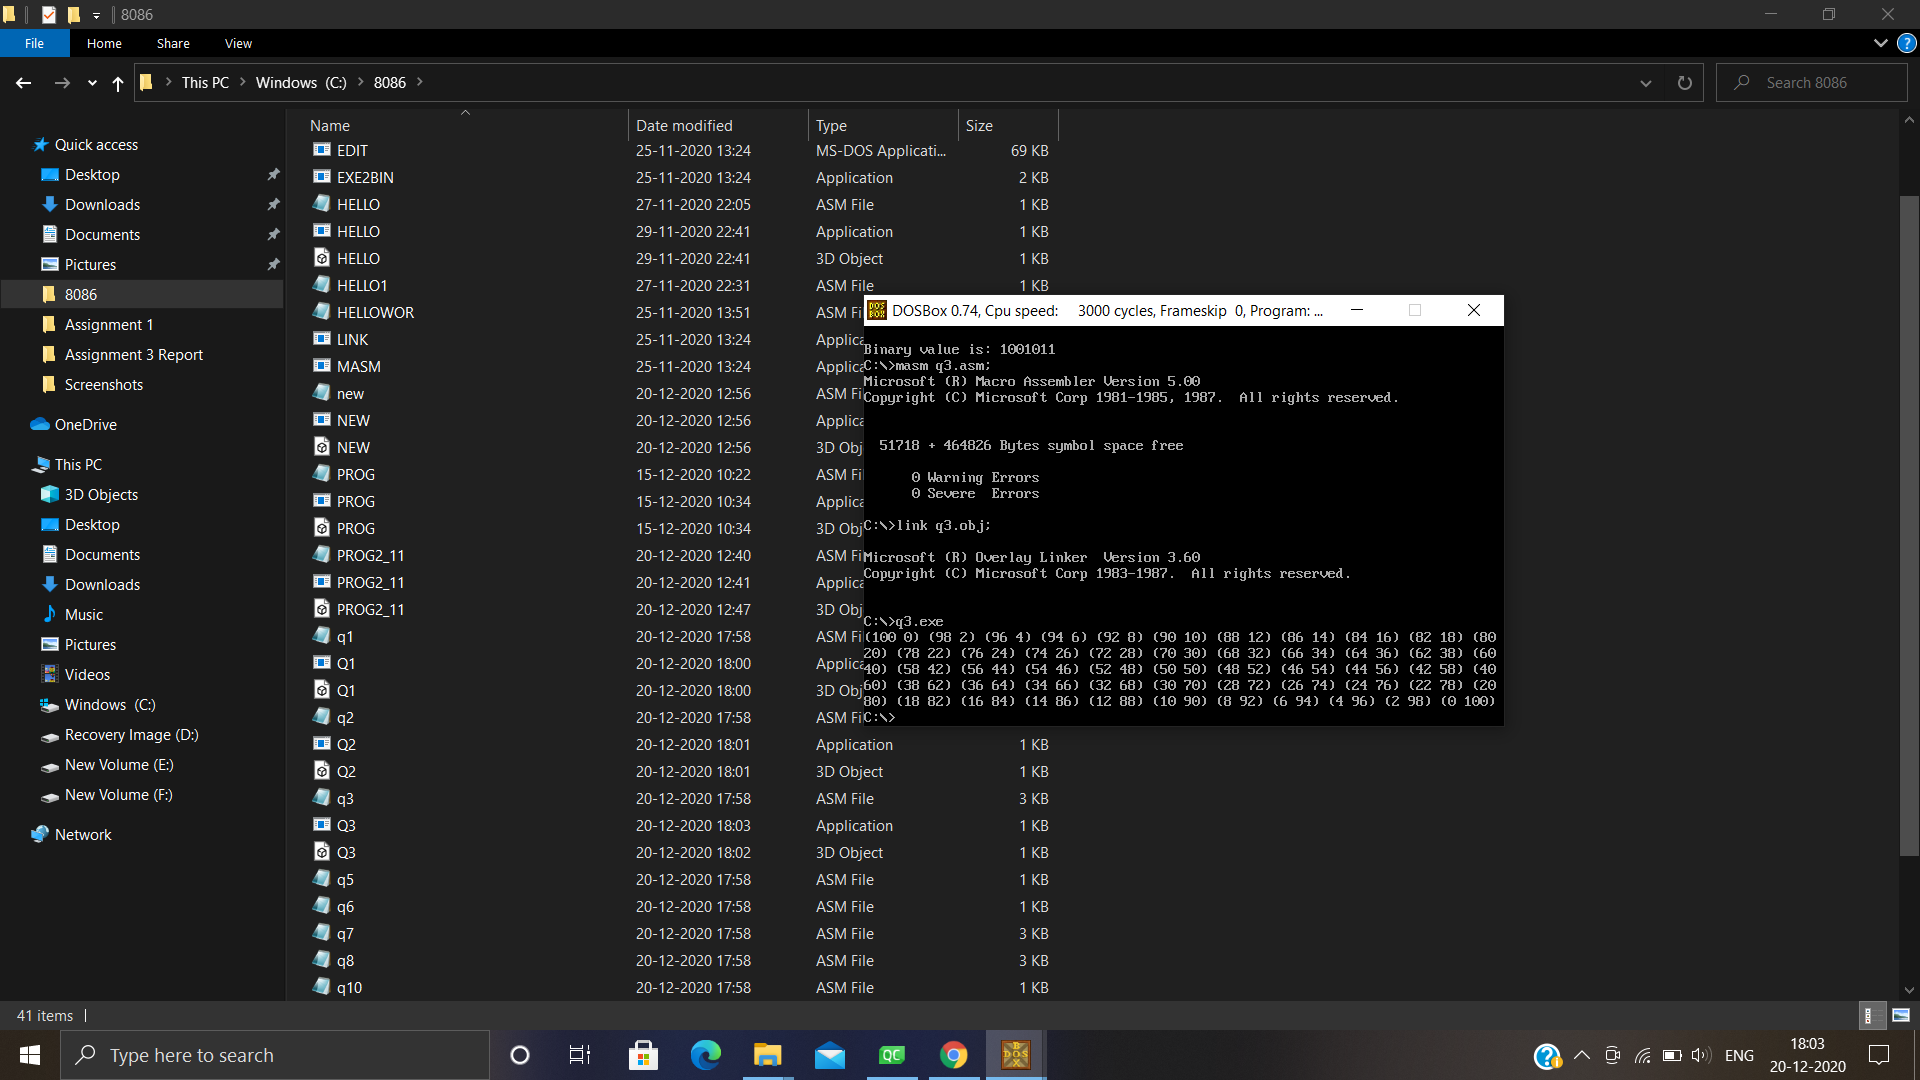 8086
File Home Share View
This PC Windows (C:) 8086
Search 8086
Quick access
Desktop
Downloads
Documents
Pictures
8086
Assignment 1
Assignment 3 Report
Screenshots
OneDrive
This PC
3D Objects
Desktop
Documents
Downloads
Music
Pictures
Videos
Windows (C:)
Recovery Image (D:)
New Volume (E:)
New Volume (F:)
Network
Name Date modified Type Size
EDIT 25-11-2020 13:24 MS-DOS Applicati... 69 KB
EXE2BIN 25-11-2020 13:24 Application 2 KB
HELLO 27-11-2020 22:05 ASM File 1 KB
HELLO 29-11-2020 22:41 Application 1 KB
HELLO 29-11-2020 22:41 3D Object 1 KB
HELLO1 27-11-2020 22:31 ASM File 1 KB
HELLOWOR 25-11-2020 13:51 ASM Fi
LINK 25-11-2020 13:24 Applica
MASM 25-11-2020 13:24 Applica
new 20-12-2020 12:56 ASM Fi
NEW 20-12-2020 12:56 Applica
NEW 20-12-2020 12:56 3D Obj
PROG 15-12-2020 10:22 ASM Fi
PROG 15-12-2020 10:34 Applica
PROG 15-12-2020 10:34 3D Obj
PROG2_11 20-12-2020 12:40 ASM Fi
PROG2_11 20-12-2020 12:41 Applica
PROG2_11 20-12-2020 12:47 3D Obj
q1 20-12-2020 17:58 ASM Fi
Q1 20-12-2020 18:00 Applica
Q1 20-12-2020 18:00 3D Obj
q2 20-12-2020 17:58 ASM Fi
Q2 20-12-2020 18:01 Application 1 KB
Q2 20-12-2020 18:01 3D Object 1 KB
q3 20-12-2020 17:58 ASM File 3 KB
Q3 20-12-2020 18:03 Application 1 KB
Q3 20-12-2020 18:02 3D Object 1 KB
q5 20-12-2020 17:58 ASM File 1 KB
q6 20-12-2020 17:58 ASM File 1 KB
q7 20-12-2020 17:58 ASM File 3 KB
q8 20-12-2020 17:58 ASM File 3 KB
q10 20-12-2020 17:58 ASM File 1 KB
DOSBox 0.74, Cpu speed: 3000 cycles, Frameskip 0, Program: ...
Binary value is: 1001011
C:\>masm q3.asm;
Microsoft (R) Macro Assembler Version 5.00
Copyright (C) Microsoft Corp 1981-1985, 1987. All rights reserved.
51718 + 464826 Bytes symbol space free
0 Warning Errors
0 Severe Errors
C:\>link q3.obj;
Microsoft (R) Overlay Linker Version 3.60
Copyright (C) Microsoft Corp 1983-1987. All rights reserved.
C:\>q3.exe
(100 0) (98 2) (96 4) (94 6) (92 8) (90 10) (88 12) (86 14) (84 16) (82 18) (80
20) (78 22) (76 24) (74 26) (72 28) (70 30) (68 32) (66 34) (64 36) (62 38) (60
40) (58 42) (56 44) (54 46) (52 48) (50 50) (48 52) (46 54) (44 56) (42 58) (40
60) (38 62) (36 64) (34 66) (32 68) (30 70) (28 72) (26 74) (24 76) (22 78) (20
80) (18 82) (16 84) (14 86) (12 88) (10 90) (8 92) (6 94) (4 96) (2 98) (0 100)
C:\>
41 items
Type here to search
QC
DOS BOX
ENG
18:03
20-12-2020